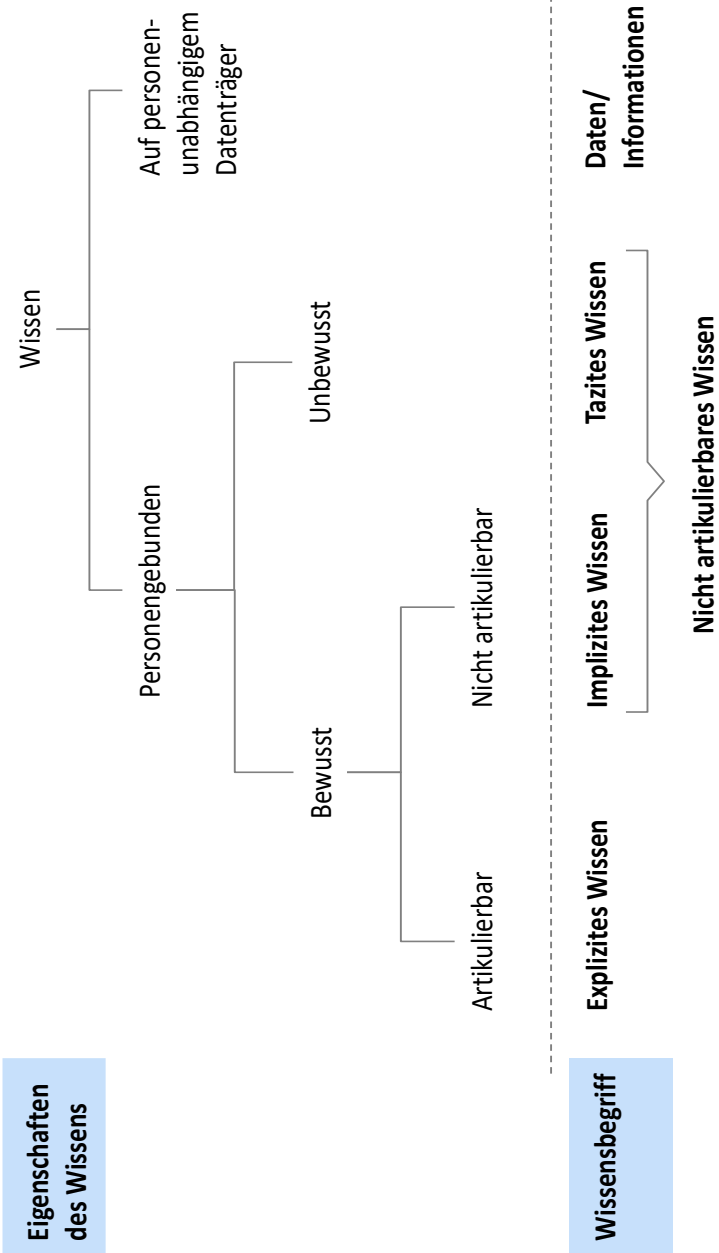 Eigenschaften
des Wissens
Wissen
Personengebunden
Auf personen-
unabhängigem
Datenträger
Bewusst
Unbewusst
Artikulierbar
Nicht artikulierbar
Wissensbegriff
Explizites Wissen
Implizites Wissen
Tazites Wissen
Daten/
Informationen
Nicht artikulierbares Wissen